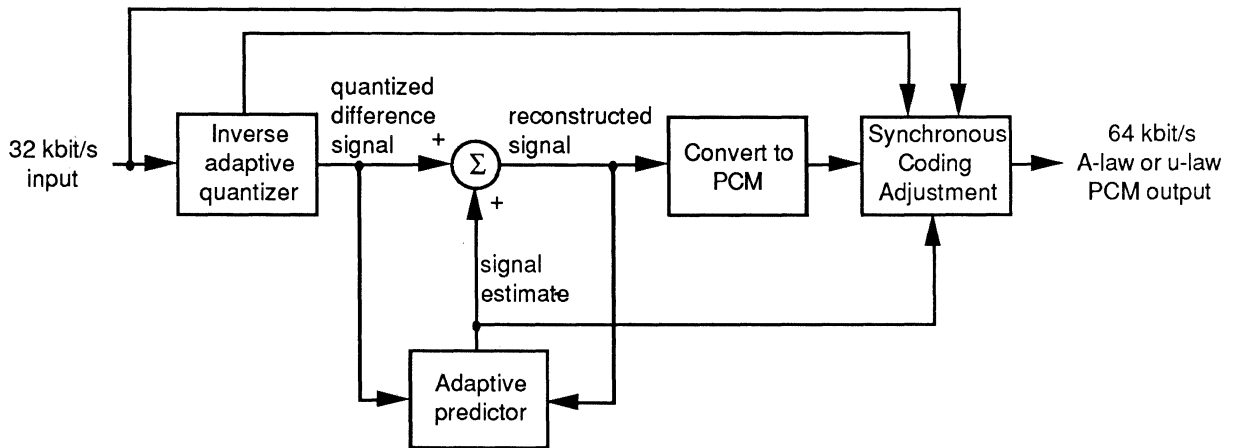 32 kbit/s
input
Inverse
adaptive
quantizer
quantized
difference
signal
+
Σ
+
reconstructed
signal
Convert to
PCM
Synchronous
Coding
Adjustment
64 kbit/s
A-law or u-law
PCM output
signal
estimate
Adaptive
predictor